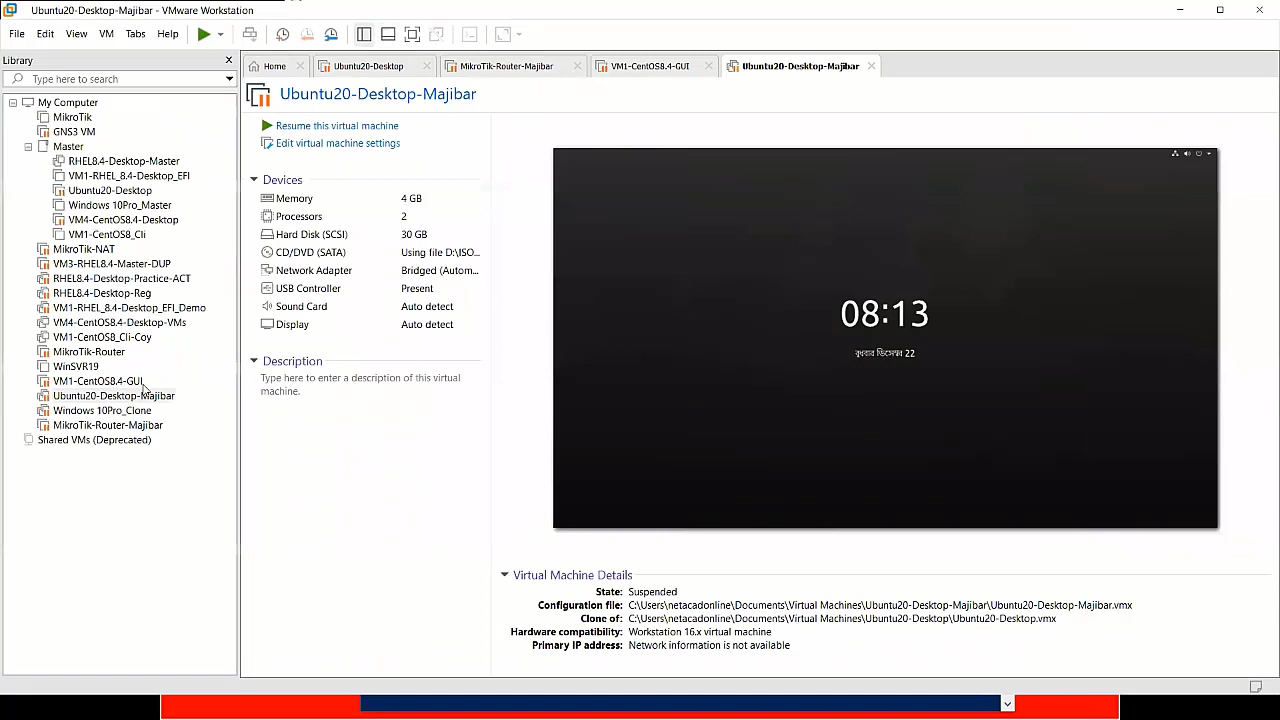 Ubuntu20-Desktop-Majibar - VMware Workstation
File Edit View VM Tabs Help
Library
Type here to search
My Computer
MikroTik
GNS3 VM
Master
RHEL8.4-Desktop-Master
VM1-RHEL_8.4-Desktop_EFI
Ubuntu20-Desktop
Windows 10Pro_Master
VM4-CentOS8.4-Desktop
VM1-CentOS8_Cli
MikroTik-NAT
VM3-RHEL8.4-Master-DUP
RHEL8.4-Desktop-Practice-ACT
RHEL8.4-Desktop-Reg
VM1-RHEL_8.4-Desktop_EFI_Demo
VM4-CentOS8.4-Desktop-VMs
VM1-CentOS8_Cli-Coy
MikroTik-Router
WinSVR19
VM1-CentOS8.4-GUI
Ubuntu20-Desktop-Majibar
Windows 10Pro_Clone
MikroTik-Router-Majibar
Shared VMs (Deprecated)
Home Ubuntu20-Desktop MikroTik-Router-Majibar VM1-CentOS8.4-GUI Ubuntu20-Desktop-Majibar
Ubuntu20-Desktop-Majibar
Resume this virtual machine
Edit virtual machine settings
Devices
Memory 4 GB
Processors 2
Hard Disk (SCSI) 30 GB
CD/DVD (SATA) Using file D:\ISO...
Network Adapter Bridged (Autom...
USB Controller Present
Sound Card Auto detect
Display Auto detect
Description
Type here to enter a description of this virtual
machine.
08:13
বুধবার ডিসেম্বর 22
Virtual Machine Details
State: Suspended
Configuration file: C:\Users\netacadonline\Documents\Virtual Machines\Ubuntu20-Desktop-Majibar\Ubuntu20-Desktop-Majibar.vmx
Clone of: C:\Users\netacadonline\Documents\Virtual Machines\Ubuntu20-Desktop\Ubuntu20-Desktop.vmx
Hardware compatibility: Workstation 16.x virtual machine
Primary IP address: Network information is not available